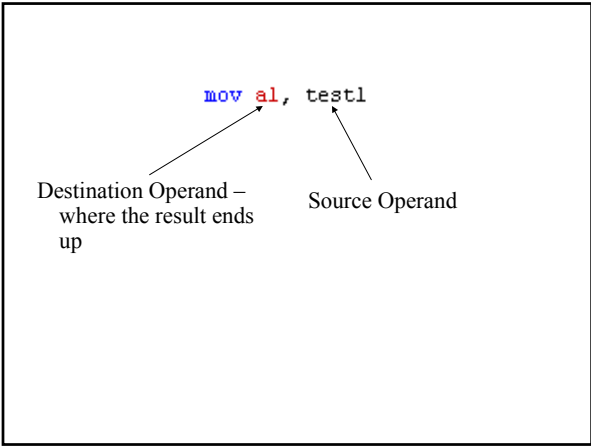 mov al, testl
Destination Operand –
where the result ends
up
Source Operand